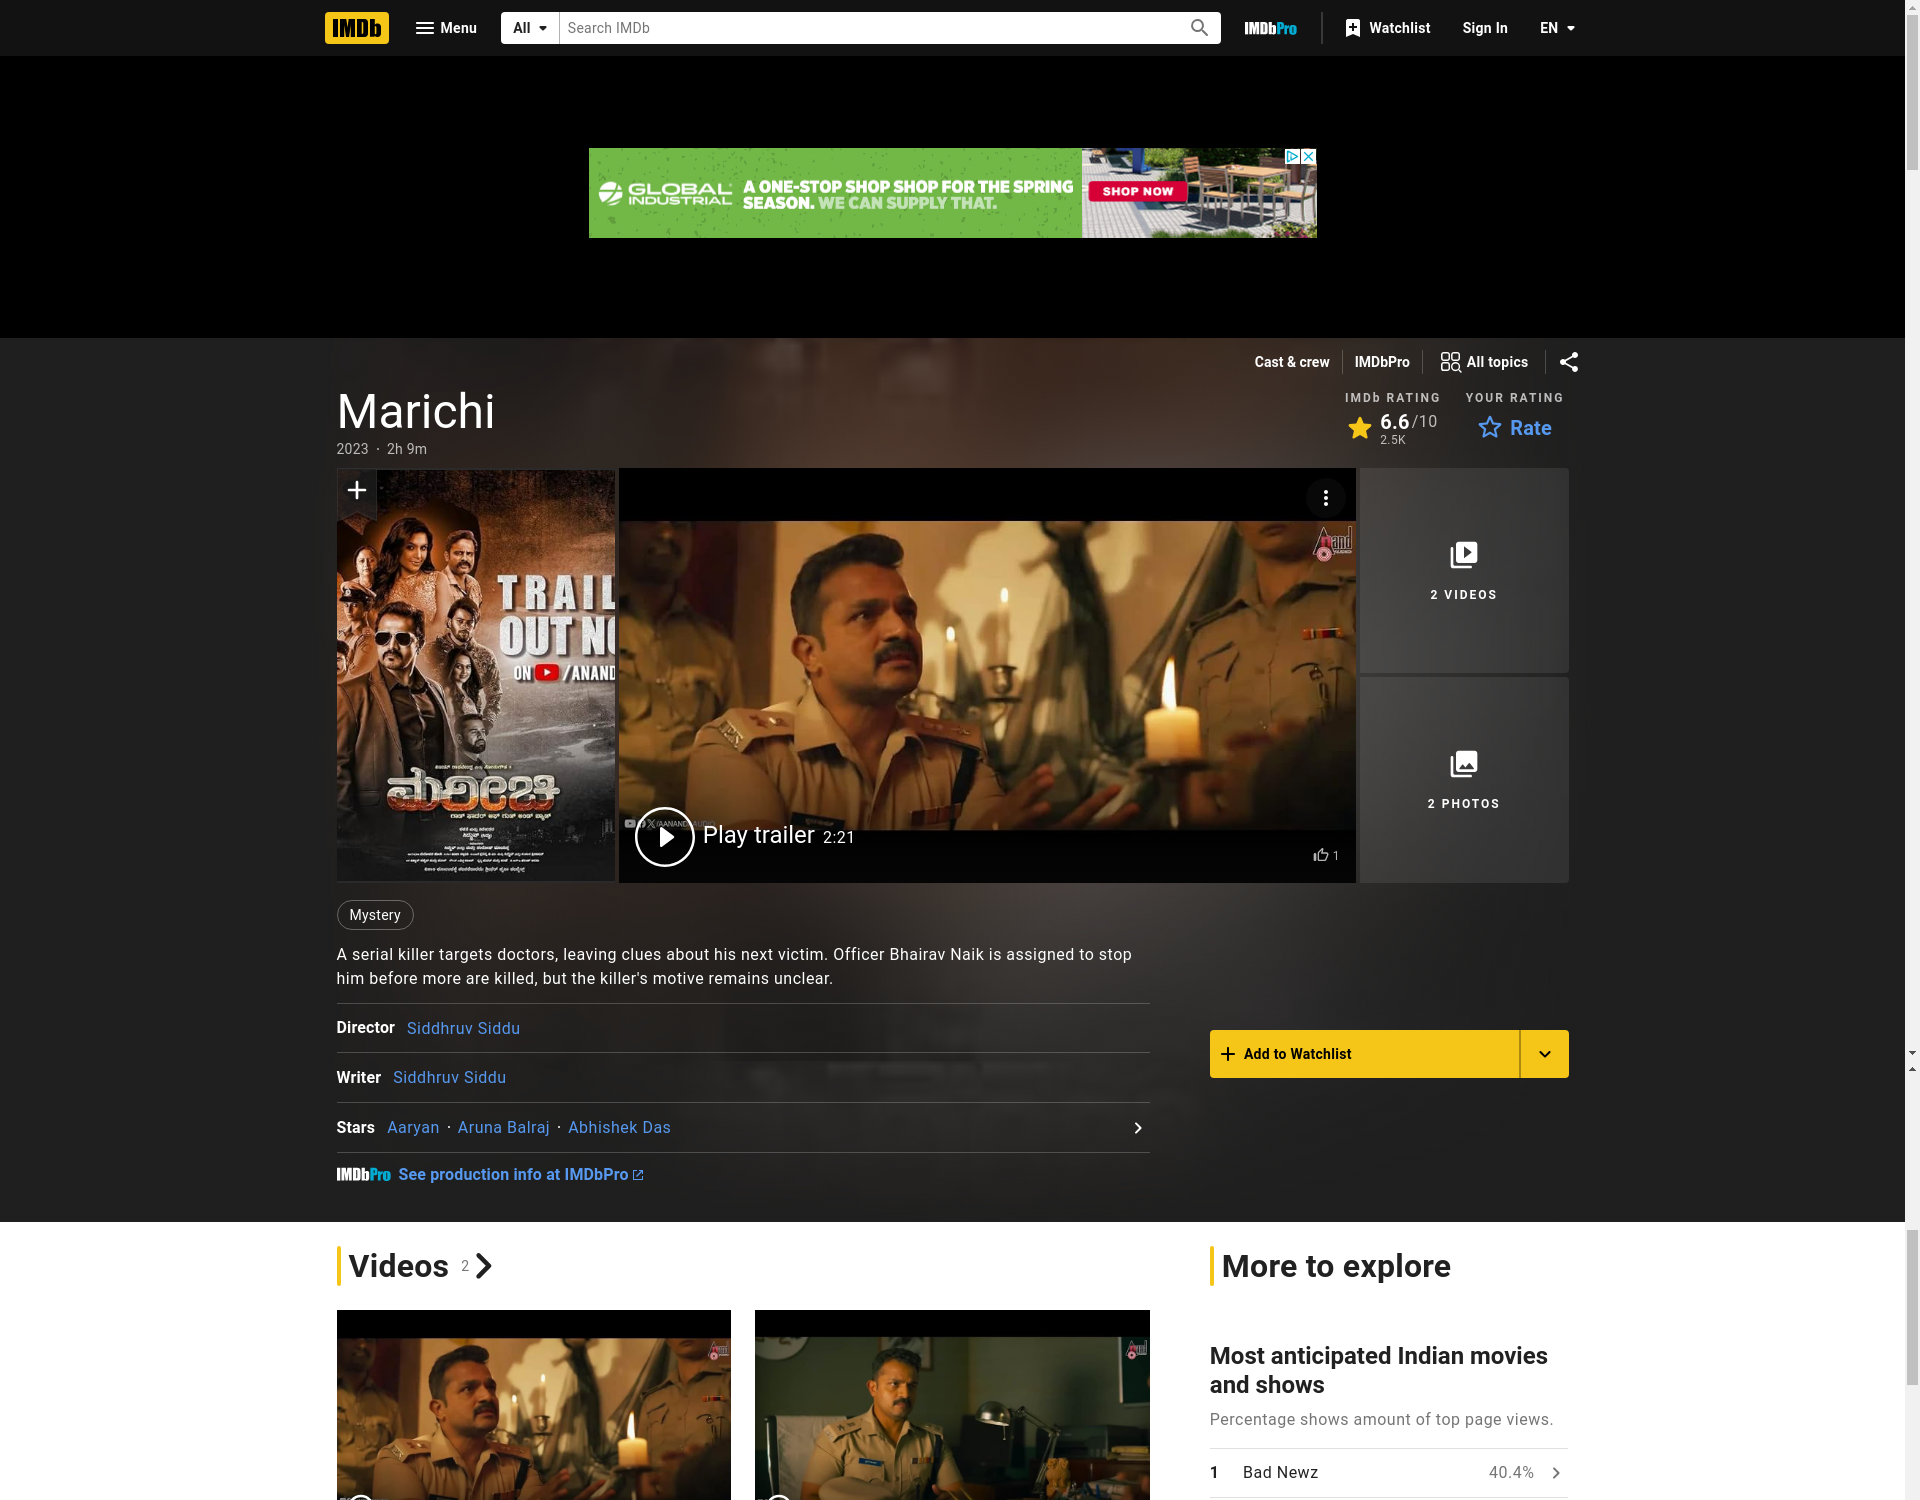 IMDb
Menu
All
Search IMDb
IMDbPro
Watchlist
Sign In
EN
GLOBAL INDUSTRIAL
A ONE-STOP SHOP SHOP FOR THE SPRING
SEASON. WE CAN SUPPLY THAT.
SHOP NOW
Cast & crew
IMDbPro
All topics
Marichi
2023 · 2h 9m
IMDb RATING
6.6/10
2.5K
YOUR RATING
Rate
TRAIL
OUT NO
ON /ANAND
ಮರೀಚಿ
Anand
AUDIO
X/AANANDAAUDIO
Play trailer 2:21
1
2 VIDEOS
2 PHOTOS
Mystery
A serial killer targets doctors, leaving clues about his next victim. Officer Bhairav Naik is assigned to stop
him before more are killed, but the killer's motive remains unclear.
Director Siddhruv Siddu
Writer Siddhruv Siddu
Stars Aaryan · Aruna Balraj · Abhishek Das
IMDbPro See production info at IMDbPro
Add to Watchlist
Videos 2
More to explore
Most anticipated Indian movies
and shows
Percentage shows amount of top page views.
1 Bad Newz 40.4%